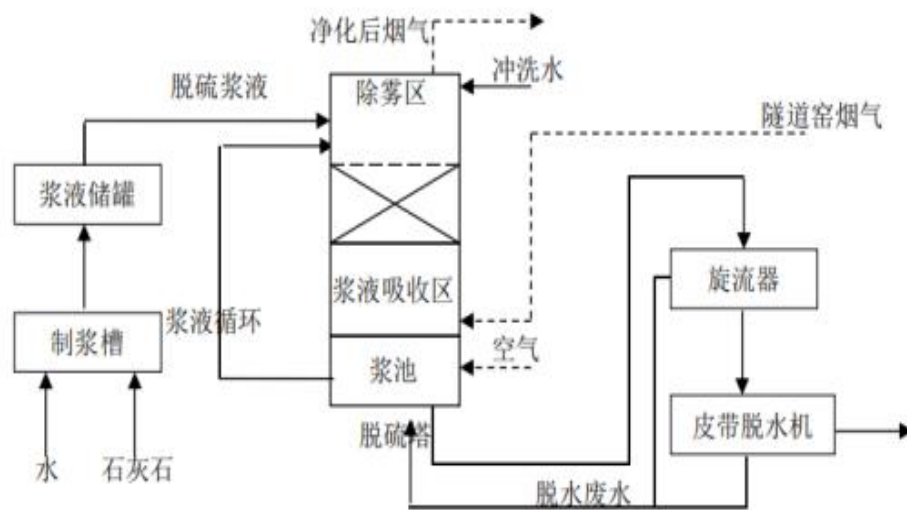 净化后烟气
除雾区
冲洗水
脱硫浆液
隧道窑烟气
浆液储罐
旋流器
浆液吸收区
浆液循环
制浆槽
空气
浆池
皮带脱水机
脱硫塔
水
石灰石
脱水废水